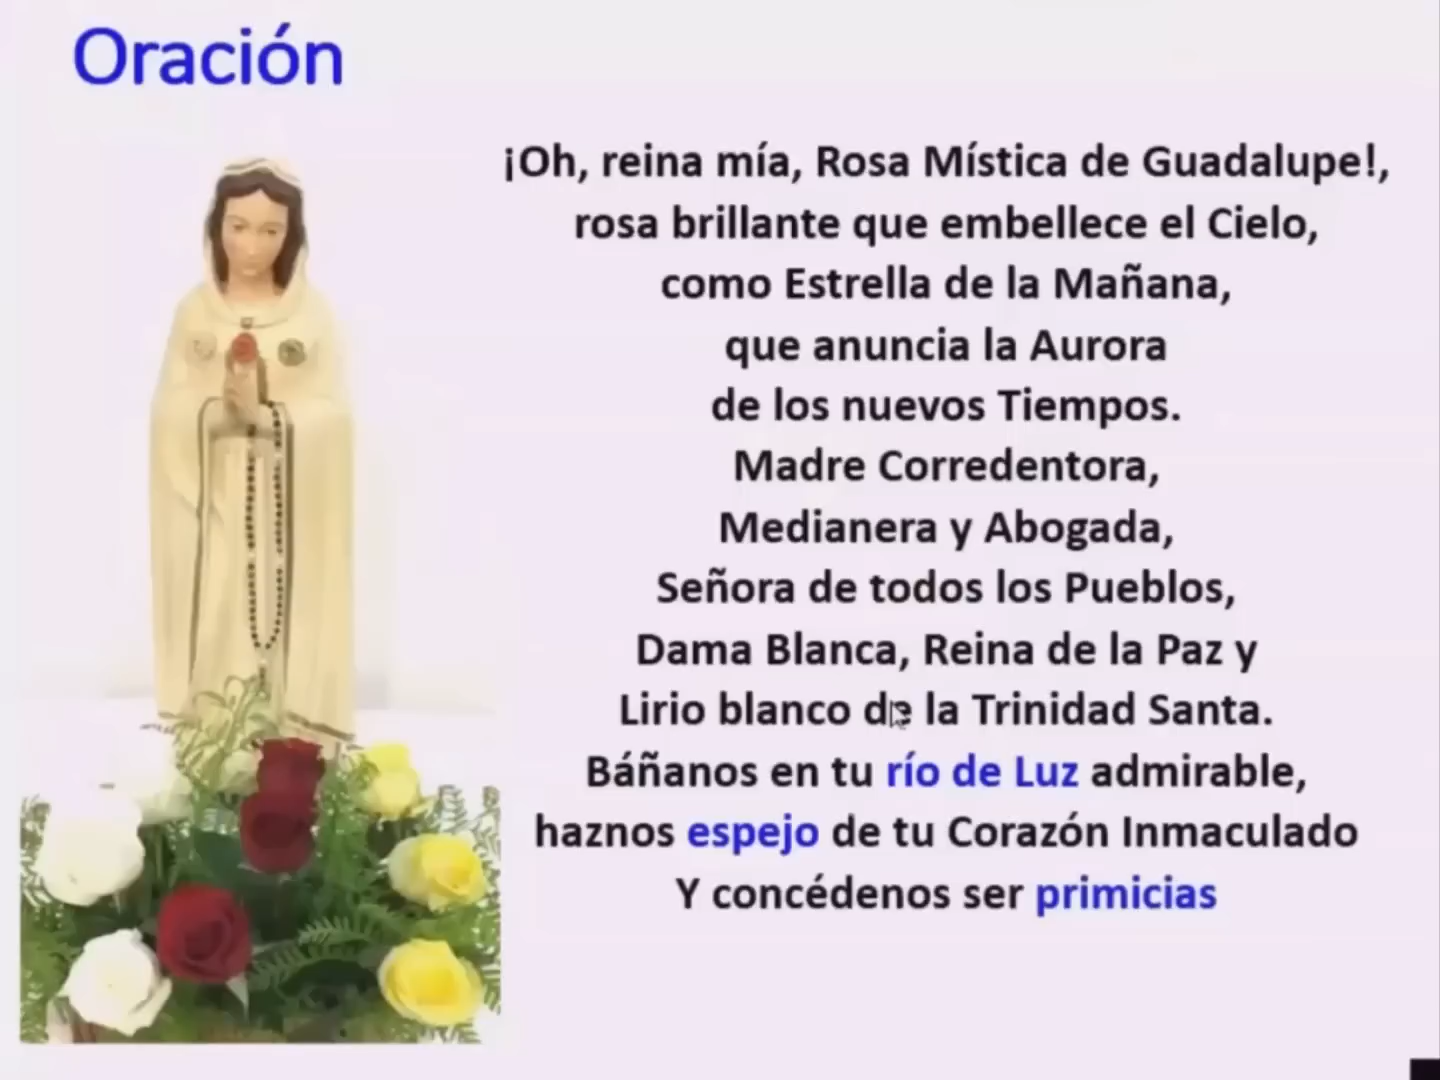 Oración
¡Oh, reina mía, Rosa Mística de Guadalupe!,
rosa brillante que embellece el Cielo,
como Estrella de la Mañana,
que anuncia la Aurora
de los nuevos Tiempos.
Madre Corredentora,
Medianera y Abogada,
Señora de todos los Pueblos,
Dama Blanca, Reina de la Paz y
Lirio blanco de la Trinidad Santa.
Báñanos en tu río de Luz admirable,
haznos espejo de tu Corazón Inmaculado
Y concédenos ser primicias